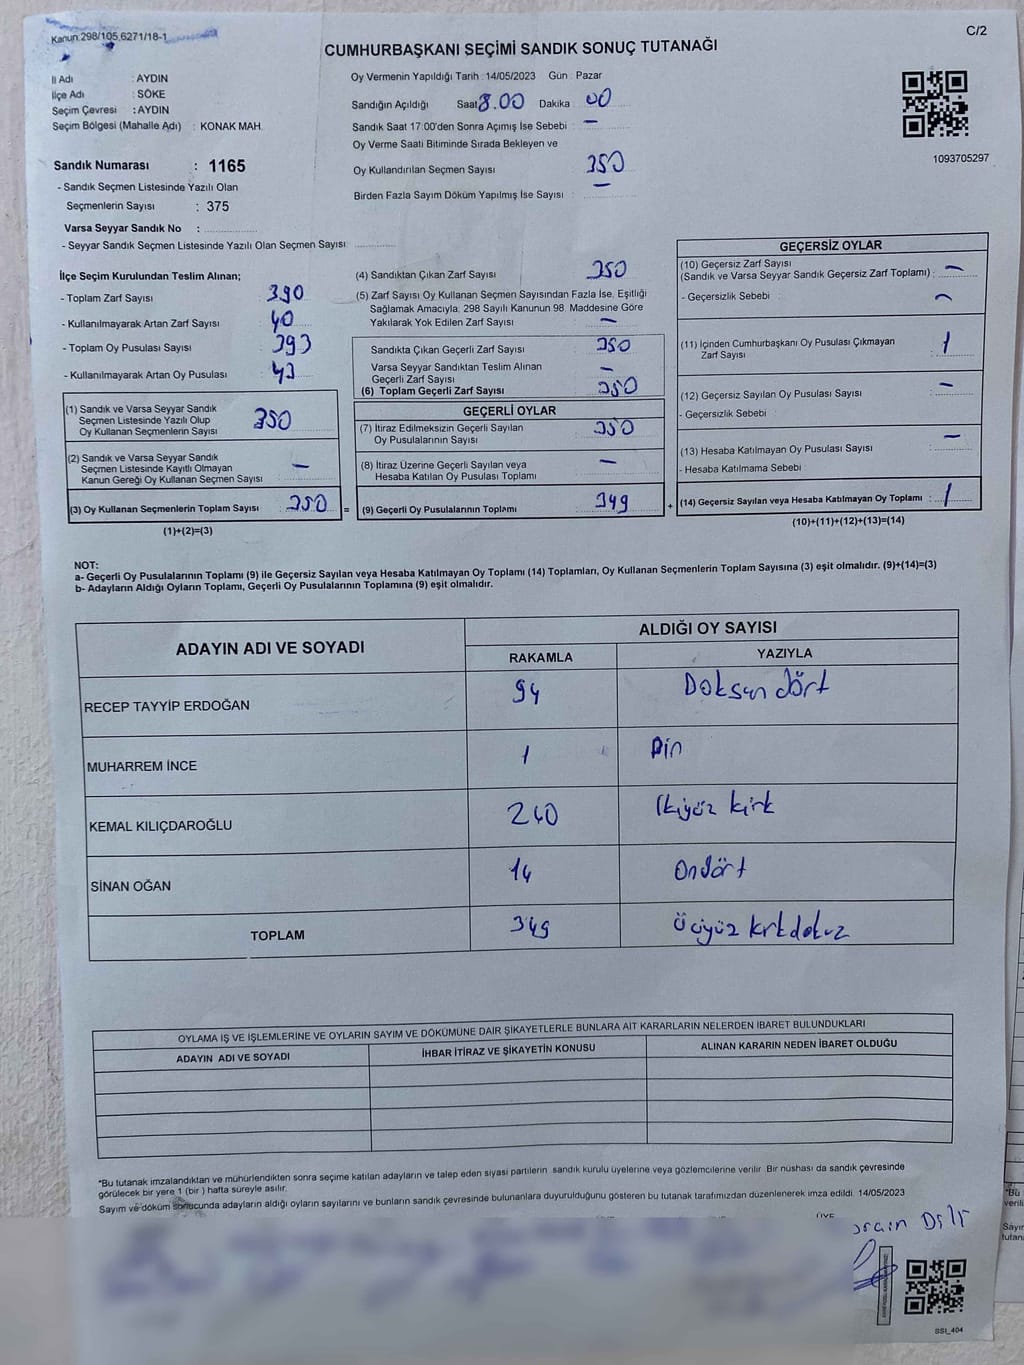 Kanun:298/105,6271/18-1
C/2
CUMHURBAŞKANI SEÇİMİ SANDIK SONUÇ TUTANAĞI
İl Adı : AYDIN
İlçe Adı : SÖKE
Seçim Çevresi : AYDIN
Seçim Bölgesi (Mahalle Adı) : KONAK MAH.
Oy Vermenin Yapıldığı Tarih : 14/05/2023 Gün : Pazar
Sandığın Açıldığı Saat 8.00 Dakika 00
Sandık Saat 17:00'den Sonra Açımış İse Sebebi : —
Oy Verme Saati Bitiminde Sırada Bekleyen ve
Oy Kullandırılan Seçmen Sayısı 350
Birden Fazla Sayım Döküm Yapılmış İse Sayısı : —
1093705297
Sandık Numarası : 1165
- Sandık Seçmen Listesinde Yazılı Olan
Seçmenlerin Sayısı : 375
Varsa Seyyar Sandık No :
- Seyyar Sandık Seçmen Listesinde Yazılı Olan Seçmen Sayısı :
İlçe Seçim Kurulundan Teslim Alınan;
- Toplam Zarf Sayısı 390
- Kullanılmayarak Artan Zarf Sayısı 40
- Toplam Oy Pusulası Sayısı : 393
- Kullanılmayarak Artan Oy Pusulası : 43
(1) Sandık ve Varsa Seyyar Sandık
Seçmen Listesinde Yazılı Olup
Oy Kullanan Seçmenlerin Sayısı 350
(2) Sandık ve Varsa Seyyar Sandık
Seçmen Listesinde Kayıtlı Olmayan
Kanun Gereği Oy Kullanan Seçmen Sayısı : —
(3) Oy Kullanan Seçmenlerin Toplam Sayısı : 350 =
(1)+(2)=(3)
(4) Sandıktan Çıkan Zarf Sayısı 350
(5) Zarf Sayısı Oy Kullanan Seçmen Sayısından Fazla İse, Eşitliği
Sağlamak Amacıyla; 298 Sayılı Kanunun 98. Maddesine Göre
Yakılarak Yok Edilen Zarf Sayısı : —
Sandıkta Çıkan Geçerli Zarf Sayısı : 350
Varsa Seyyar Sandıktan Teslim Alınan
Geçerli Zarf Sayısı : —
(6) Toplam Geçerli Zarf Sayısı : 350
GEÇERLİ OYLAR
(7) İtiraz Edilmeksizin Geçerli Sayılan
Oy Pusulalarının Sayısı : 350
(8) İtiraz Üzerine Geçerli Sayılan veya
Hesaba Katılan Oy Pusulası Toplamı : —
(9) Geçerli Oy Pusulalarının Toplamı : 349 +
GEÇERSİZ OYLAR
(10) Geçersiz Zarf Sayısı
(Sandık ve Varsa Seyyar Sandık Geçersiz Zarf Toplamı) : —
- Geçersizlik Sebebi : —
(11) İçinden Cumhurbaşkanı Oy Pusulası Çıkmayan
Zarf Sayısı : 1
(12) Geçersiz Sayılan Oy Pusulası Sayısı : —
- Geçersizlik Sebebi :
(13) Hesaba Katılmayan Oy Pusulası Sayısı : —
- Hesaba Katılmama Sebebi :
(14) Geçersiz Sayılan veya Hesaba Katılmayan Oy Toplamı : 1
(10)+(11)+(12)+(13)=(14)
NOT:
a- Geçerli Oy Pusulalarının Toplamı (9) ile Geçersiz Sayılan veya Hesaba Katılmayan Oy Toplamı (14) Toplamları, Oy Kullanan Seçmenlerin Toplam Sayısına (3) eşit olmalıdır. (9)+(14)=(3)
b- Adayların Aldığı Oyların Toplamı, Geçerli Oy Pusulalarının Toplamına (9) eşit olmalıdır.
ADAYIN ADI VE SOYADI
ALDIĞI OY SAYISI
RAKAMLA YAZIYLA
RECEP TAYYİP ERDOĞAN 94 Doksan dört
MUHARREM İNCE 1 Bir
KEMAL KILIÇDAROĞLU 240 İkiyüz kırk
SİNAN OĞAN 14 Ondört
TOPLAM 349 Üçyüz kırkdokuz
OYLAMA İŞ VE İŞLEMLERİNE VE OYLARIN SAYIM VE DÖKÜMÜNE DAİR ŞİKAYETLERLE BUNLARA AİT KARARLARIN NELERDEN İBARET BULUNDUKLARI
ADAYIN ADI VE SOYADI İHBAR İTİRAZ VE ŞİKAYETİN KONUSU ALINAN KARARIN NEDEN İBARET OLDUĞU
*Bu tutanak imzalandıktan ve mühürlendikten sonra seçime katılan adayların ve talep eden siyasi partilerin sandık kurulu üyelerine veya gözlemcilerine verilir. Bir nüshası da sandık çevresinde
görülecek bir yere 1 (bir) hafta süreyle asılır.
Sayım ve döküm sonucunda adayların aldığı oyların sayılarını ve bunların sandık çevresinde bulunanlara duyurulduğunu gösteren bu tutanak tarafımızdan düzenlenerek imza edildi. 14/05/2023
ÜYE
SSI_404